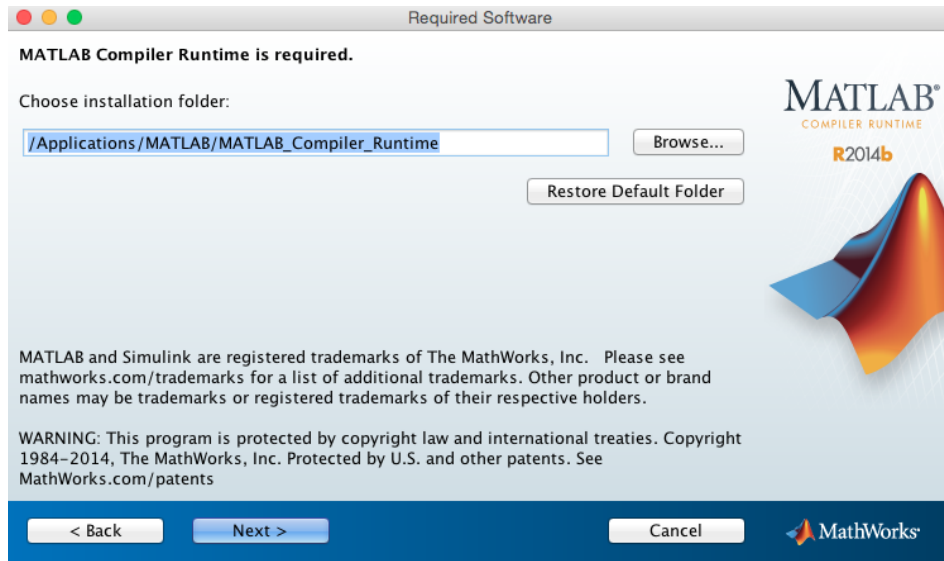 Required Software
MATLAB Compiler Runtime is required.
Choose installation folder:
/Applications/MATLAB/MATLAB_Compiler_Runtime
Browse...
Restore Default Folder
MATLAB®
COMPILER RUNTIME
R2014b
MATLAB and Simulink are registered trademarks of The MathWorks, Inc.   Please see
mathworks.com/trademarks for a list of additional trademarks. Other product or brand
names may be trademarks or registered trademarks of their respective holders.
WARNING: This program is protected by copyright law and international treaties. Copyright
1984–2014, The MathWorks, Inc. Protected by U.S. and other patents. See
MathWorks.com/patents
< Back
Next >
Cancel
MathWorks®